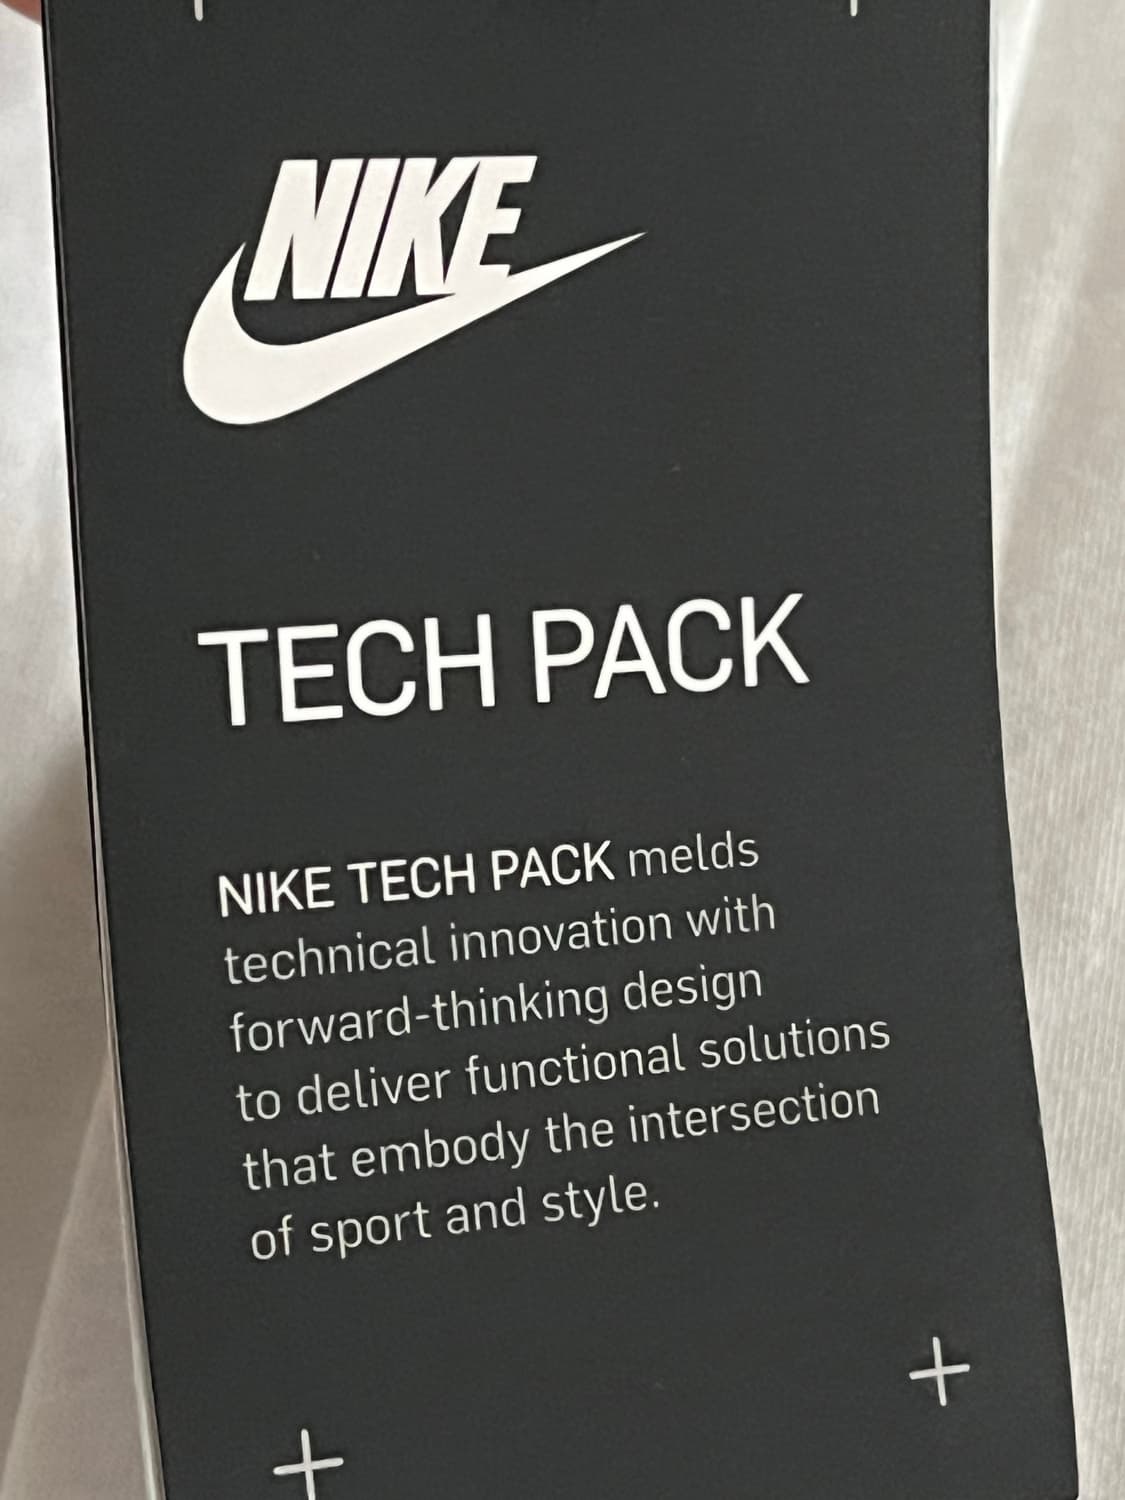 NIKE
TECH PACK
NIKE TECH PACK melds
technical innovation with
forward-thinking design
to deliver functional solutions
that embody the intersection
of sport and style.